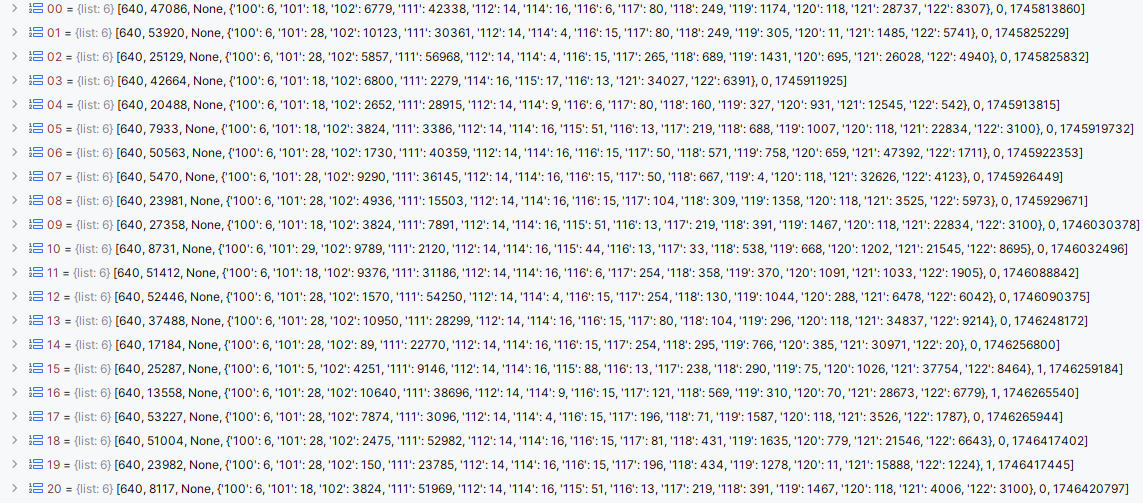 00 = {list: 6} [640, 47086, None, {'100': 6, '101': 18, '102': 6779, '111': 42338, '112': 14, '114': 16, '116': 6, '117': 80, '118': 249, '119': 1174, '120': 118, '121': 28737, '122': 8307}, 0, 1745813860]
01 = {list: 6} [640, 53920, None, {'100': 6, '101': 28, '102': 10123, '111': 30361, '112': 14, '114': 4, '116': 15, '117': 80, '118': 249, '119': 305, '120': 11, '121': 1485, '122': 5741}, 0, 1745825229]
02 = {list: 6} [640, 25129, None, {'100': 6, '101': 28, '102': 5857, '111': 56968, '112': 14, '114': 4, '116': 15, '117': 265, '118': 689, '119': 1431, '120': 695, '121': 26028, '122': 4940}, 0, 1745825832]
03 = {list: 6} [640, 42664, None, {'100': 6, '101': 18, '102': 6800, '111': 2279, '114': 16, '115': 17, '116': 13, '121': 34027, '122': 6391}, 0, 1745911925]
04 = {list: 6} [640, 20488, None, {'100': 6, '101': 18, '102': 2652, '111': 28915, '112': 14, '114': 9, '116': 6, '117': 80, '118': 160, '119': 327, '120': 931, '121': 12545, '122': 542}, 0, 1745913815]
05 = {list: 6} [640, 7933, None, {'100': 6, '101': 18, '102': 3824, '111': 3386, '112': 14, '114': 16, '115': 51, '116': 13, '117': 219, '118': 688, '119': 1007, '120': 118, '121': 22834, '122': 3100}, 0, 1745919732]
06 = {list: 6} [640, 50563, None, {'100': 6, '101': 28, '102': 1730, '111': 40359, '112': 14, '114': 16, '116': 15, '117': 50, '118': 571, '119': 758, '120': 659, '121': 47392, '122': 1711}, 0, 1745922353]
07 = {list: 6} [640, 5470, None, {'100': 6, '101': 28, '102': 9290, '111': 36145, '112': 14, '114': 16, '116': 15, '117': 50, '118': 667, '119': 4, '120': 118, '121': 32626, '122': 4123}, 0, 1745926449]
08 = {list: 6} [640, 23981, None, {'100': 6, '101': 28, '102': 4936, '111': 15503, '112': 14, '114': 16, '116': 15, '117': 104, '118': 309, '119': 1358, '120': 118, '121': 3525, '122': 5973}, 0, 1745929671]
09 = {list: 6} [640, 27358, None, {'100': 6, '101': 18, '102': 3824, '111': 7891, '112': 14, '114': 16, '115': 51, '116': 13, '117': 219, '118': 391, '119': 1467, '120': 118, '121': 22834, '122': 3100}, 0, 1746030378]
10 = {list: 6} [640, 8731, None, {'100': 6, '101': 29, '102': 9789, '111': 2120, '112': 14, '114': 16, '115': 44, '116': 13, '117': 33, '118': 538, '119': 668, '120': 1202, '121': 21545, '122': 8695}, 0, 1746032496]
11 = {list: 6} [640, 51412, None, {'100': 6, '101': 18, '102': 9376, '111': 31186, '112': 14, '114': 16, '116': 6, '117': 254, '118': 358, '119': 370, '120': 1091, '121': 1033, '122': 1905}, 0, 1746088842]
12 = {list: 6} [640, 52446, None, {'100': 6, '101': 28, '102': 1570, '111': 54250, '112': 14, '114': 4, '116': 15, '117': 254, '118': 130, '119': 1044, '120': 288, '121': 6478, '122': 6042}, 0, 1746090375]
13 = {list: 6} [640, 37488, None, {'100': 6, '101': 28, '102': 10950, '111': 28299, '112': 14, '114': 16, '116': 15, '117': 80, '118': 104, '119': 296, '120': 118, '121': 34837, '122': 9214}, 0, 1746248172]
14 = {list: 6} [640, 17184, None, {'100': 6, '101': 28, '102': 89, '111': 22770, '112': 14, '114': 16, '116': 15, '117': 254, '118': 295, '119': 766, '120': 385, '121': 30971, '122': 20}, 0, 1746256800]
15 = {list: 6} [640, 25287, None, {'100': 6, '101': 5, '102': 4251, '111': 9146, '112': 14, '114': 16, '115': 88, '116': 13, '117': 238, '118': 290, '119': 75, '120': 1026, '121': 37754, '122': 8464}, 1, 1746259184]
16 = {list: 6} [640, 13558, None, {'100': 6, '101': 28, '102': 10640, '111': 38696, '112': 14, '114': 9, '116': 15, '117': 121, '118': 569, '119': 310, '120': 70, '121': 28673, '122': 6779}, 1, 1746265540]
17 = {list: 6} [640, 53227, None, {'100': 6, '101': 28, '102': 7874, '111': 3096, '112': 14, '114': 4, '116': 15, '117': 196, '118': 71, '119': 1587, '120': 118, '121': 3526, '122': 1787}, 0, 1746265944]
18 = {list: 6} [640, 51004, None, {'100': 6, '101': 28, '102': 2475, '111': 52982, '112': 14, '114': 16, '116': 15, '117': 81, '118': 431, '119': 1635, '120': 779, '121': 21546, '122': 6643}, 0, 1746417402]
19 = {list: 6} [640, 23982, None, {'100': 6, '101': 28, '102': 150, '111': 23785, '112': 14, '114': 16, '116': 15, '117': 196, '118': 434, '119': 1278, '120': 11, '121': 15888, '122': 1224}, 1, 1746417445]
20 = {list: 6} [640, 8117, None, {'100': 6, '101': 18, '102': 3824, '111': 51969, '112': 14, '114': 16, '115': 51, '116': 13, '117': 219, '118': 391, '119': 1467, '120': 118, '121': 4006, '122': 3100}, 0, 1746420797]